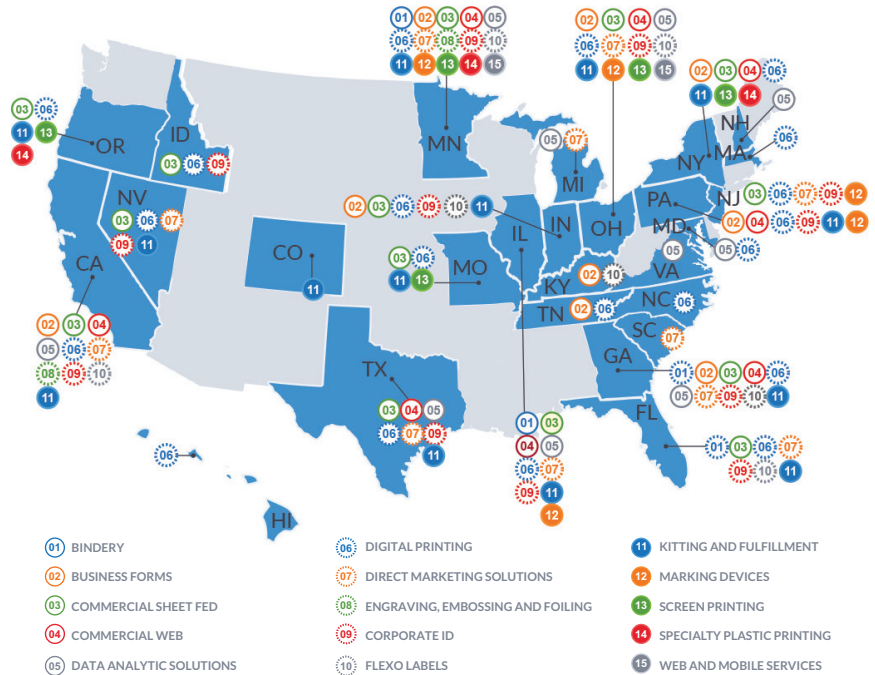 01 02 03 04 05
06 07 08 09 10
11 12 13 14 15
MN
02 03 04 05
06 07 09 10
11 12 13 15
OH
02 03 04 06
11 13 14
NY
05
NH
06
MA
03 06
11 13
14
OR
ID
03 06 09
05 07
MI
NV
03 06 07
09 11
02 03 06 09 10 11
IN
IL
NJ 03 06 07 09 12
PA
02 04 06 09 11 12
MD
05 06
05
VA
CO
11
03 06
11 13
MO
KY 02 10
TN 02 06
NC 06
SC
07
CA
02 03 04
05 06 07
08 09 10
11
TX
03 04 05
06 07 09
11
01 03
04 05
06 07
09 11
12
GA
01 02 03 04 06
05 07 09 10 11
FL
01 03 06 07
09 10 11
06
HI
01 BINDERY
02 BUSINESS FORMS
03 COMMERCIAL SHEET FED
04 COMMERCIAL WEB
05 DATA ANALYTIC SOLUTIONS
06 DIGITAL PRINTING
07 DIRECT MARKETING SOLUTIONS
08 ENGRAVING, EMBOSSING AND FOILING
09 CORPORATE ID
10 FLEXO LABELS
11 KITTING AND FULFILLMENT
12 MARKING DEVICES
13 SCREEN PRINTING
14 SPECIALTY PLASTIC PRINTING
15 WEB AND MOBILE SERVICES